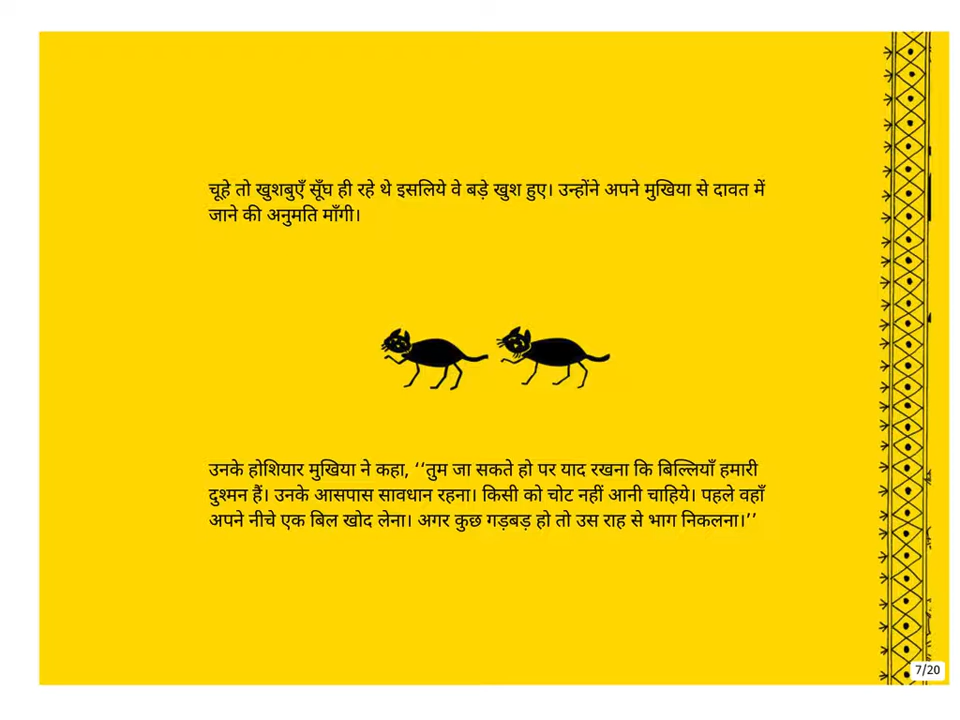 चूहे तो खुशबुएँ सूँघ ही रहे थे इसलिये वे बड़े खुश हुए। उन्होंने अपने मुखिया से दावत में
जाने की अनुमति माँगी।
उनके होशियार मुखिया ने कहा, ‘‘तुम जा सकते हो पर याद रखना कि बिल्लियाँ हमारी
दुश्मन हैं। उनके आसपास सावधान रहना। किसी को चोट नहीं आनी चाहिये। पहले वहाँ
अपने नीचे एक बिल खोद लेना। अगर कुछ गड़बड़ हो तो उस राह से भाग निकलना।’’
7/20